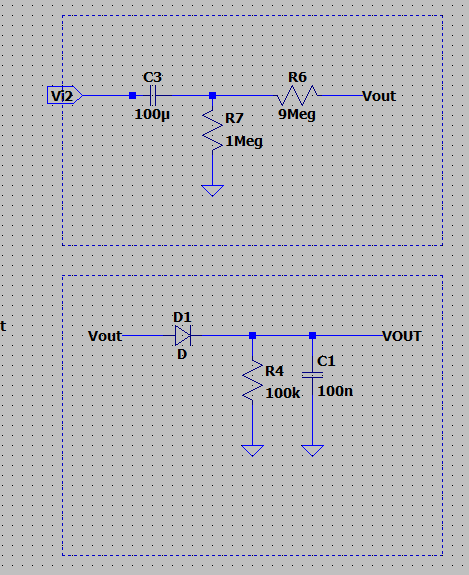 C3
R6
Vi2
Vout
100µ
R7
9Meg
1Meg
t
D1
Vout
VOUT
D
C1
R4
100k
100n